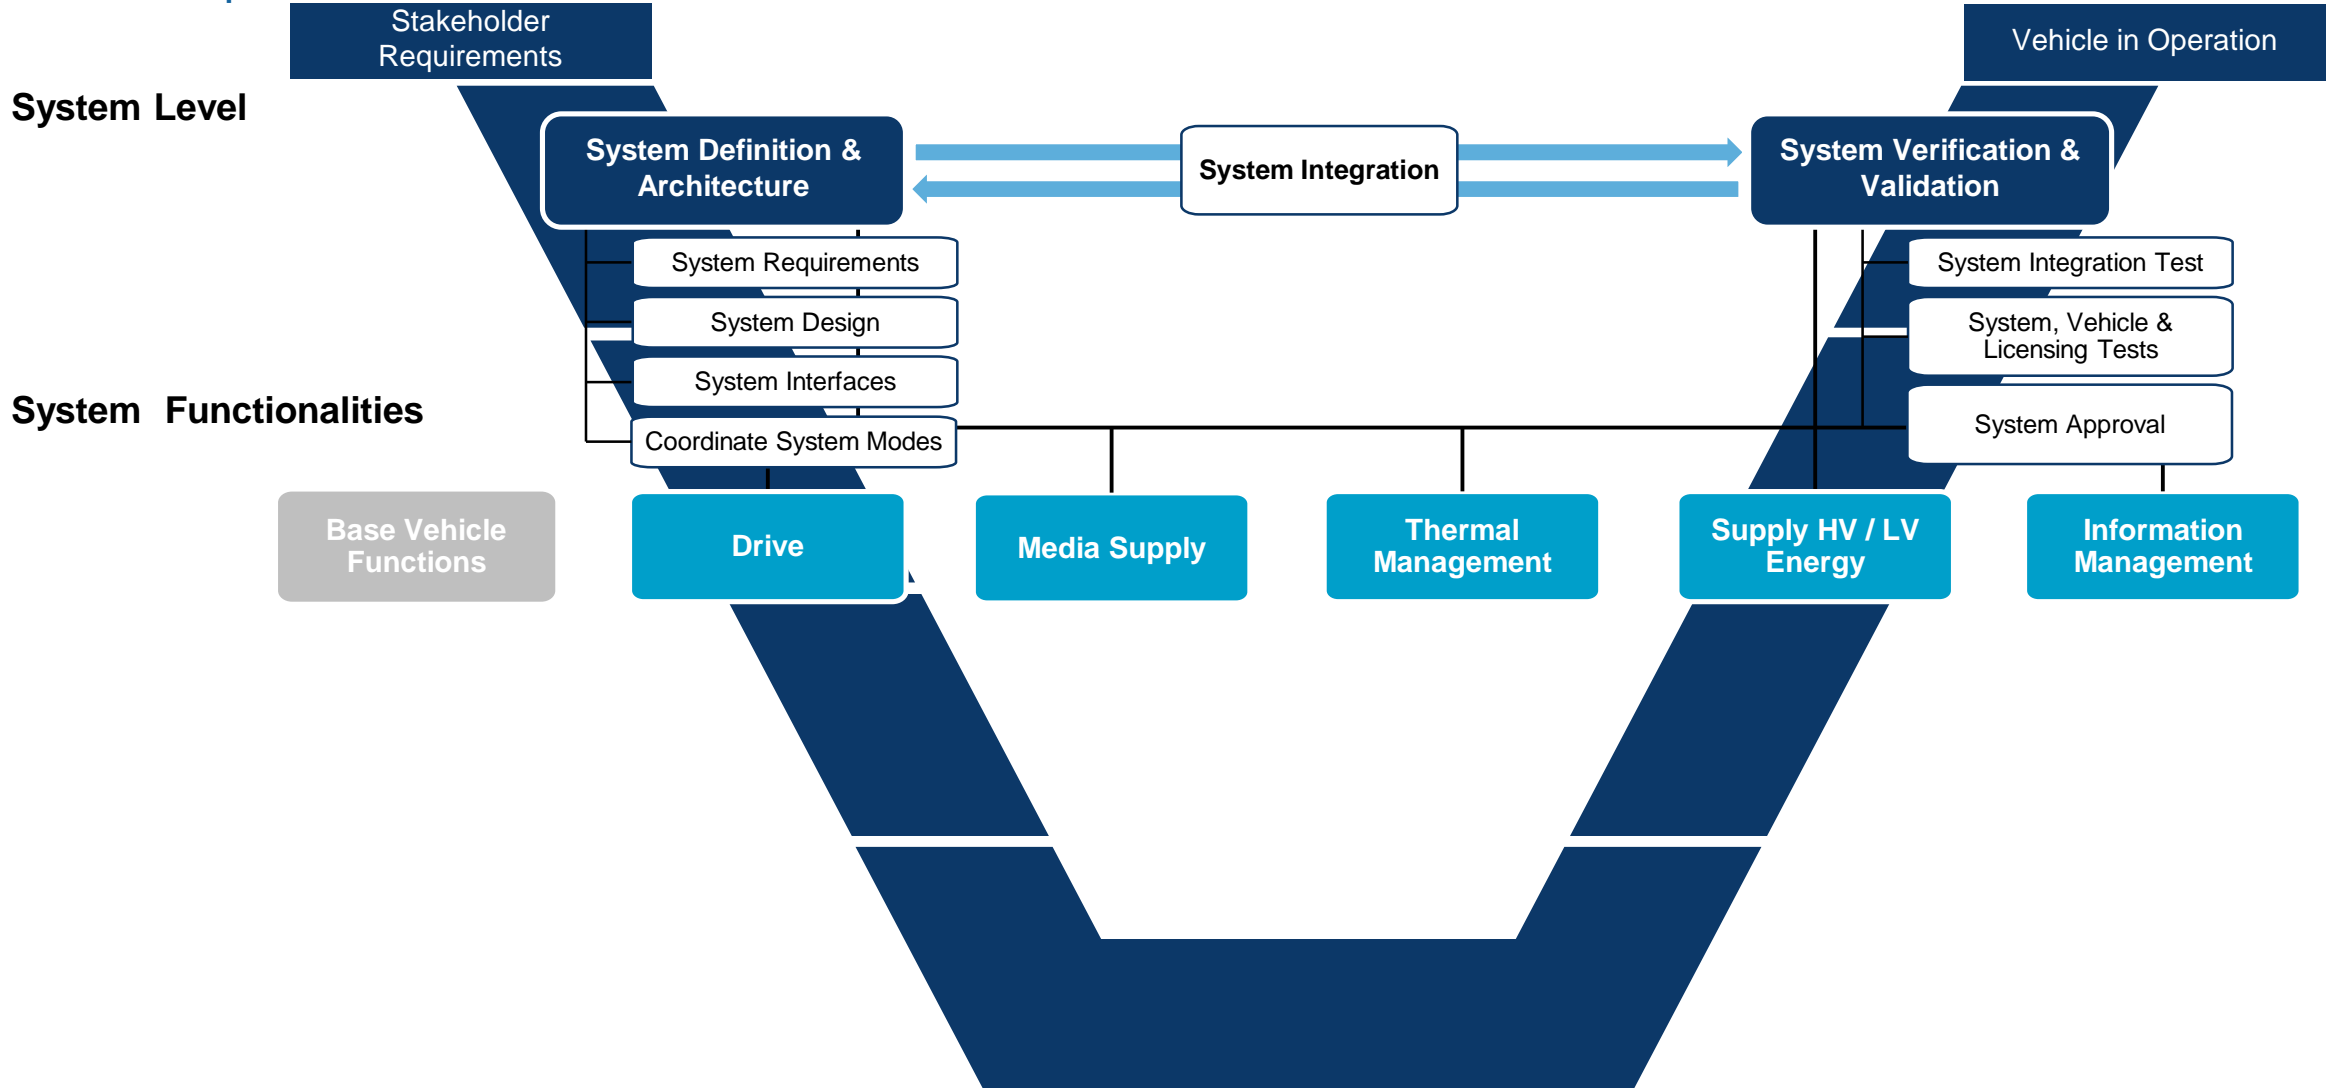 Stakeholder
Requirements
Vehicle in Operation
System Level
System Definition &
Architecture
System Integration
System Verification &
Validation
System Requirements
System Design
System Interfaces
Coordinate System Modes
System Integration Test
System, Vehicle &
Licensing Tests
System Approval
System Functionalities
Base Vehicle
Functions
Drive
Media Supply
Thermal
Management
Supply HV / LV
Energy
Information
Management